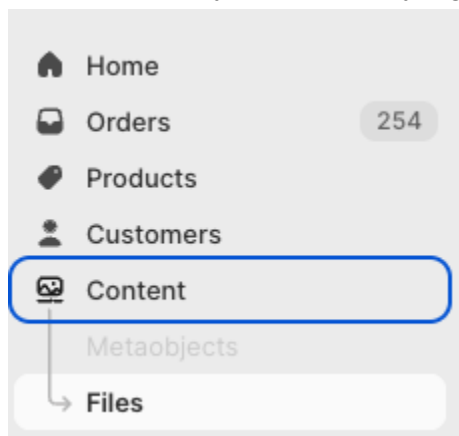 Home
Orders 254
Products
Customers
Content
Metaobjects
Files